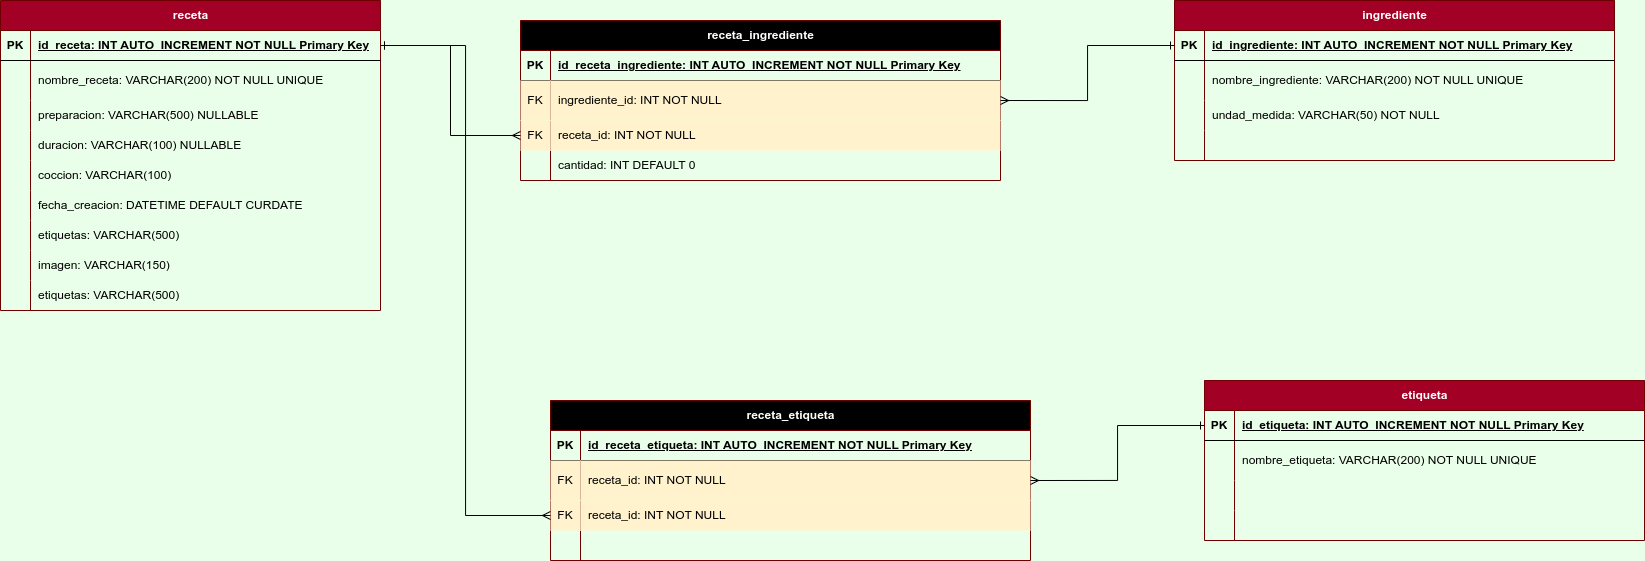 receta
PK id_receta: INT AUTO_INCREMENT NOT NULL Primary Key
nombre_receta: VARCHAR(200) NOT NULL UNIQUE
preparacion: VARCHAR(500) NULLABLE
duracion: VARCHAR(100) NULLABLE
coccion: VARCHAR(100)
fecha_creacion: DATETIME DEFAULT CURDATE
etiquetas: VARCHAR(500)
imagen: VARCHAR(150)
etiquetas: VARCHAR(500)
receta_ingrediente
PK id_receta_ingrediente: INT AUTO_INCREMENT NOT NULL Primary Key
FK ingrediente_id: INT NOT NULL
FK receta_id: INT NOT NULL
cantidad: INT DEFAULT 0
ingrediente
PK id_ingrediente: INT AUTO_INCREMENT NOT NULL Primary Key
nombre_ingrediente: VARCHAR(200) NOT NULL UNIQUE
undad_medida: VARCHAR(50) NOT NULL
receta_etiqueta
PK id_receta_etiqueta: INT AUTO_INCREMENT NOT NULL Primary Key
FK receta_id: INT NOT NULL
FK receta_id: INT NOT NULL
etiqueta
PK id_etiqueta: INT AUTO_INCREMENT NOT NULL Primary Key
nombre_etiqueta: VARCHAR(200) NOT NULL UNIQUE